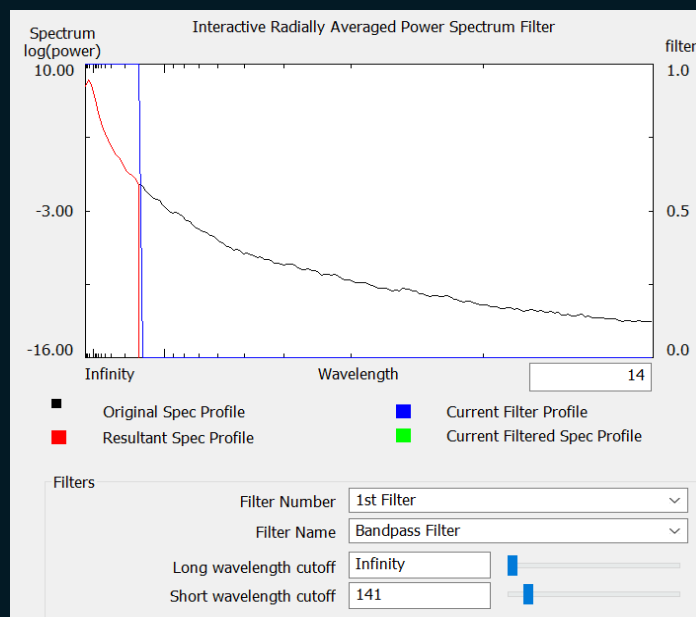 Interactive Radially Averaged Power Spectrum Filter
Spectrum
log(power)
filter
10.00
1.0
-3.00
0.5
-16.00
0.0
Infinity
Wavelength
14
Original Spec Profile
Current Filter Profile
Resultant Spec Profile
Current Filtered Spec Profile
Filters
Filter Number
1st Filter
Filter Name
Bandpass Filter
Long wavelength cutoff
Infinity
Short wavelength cutoff
141